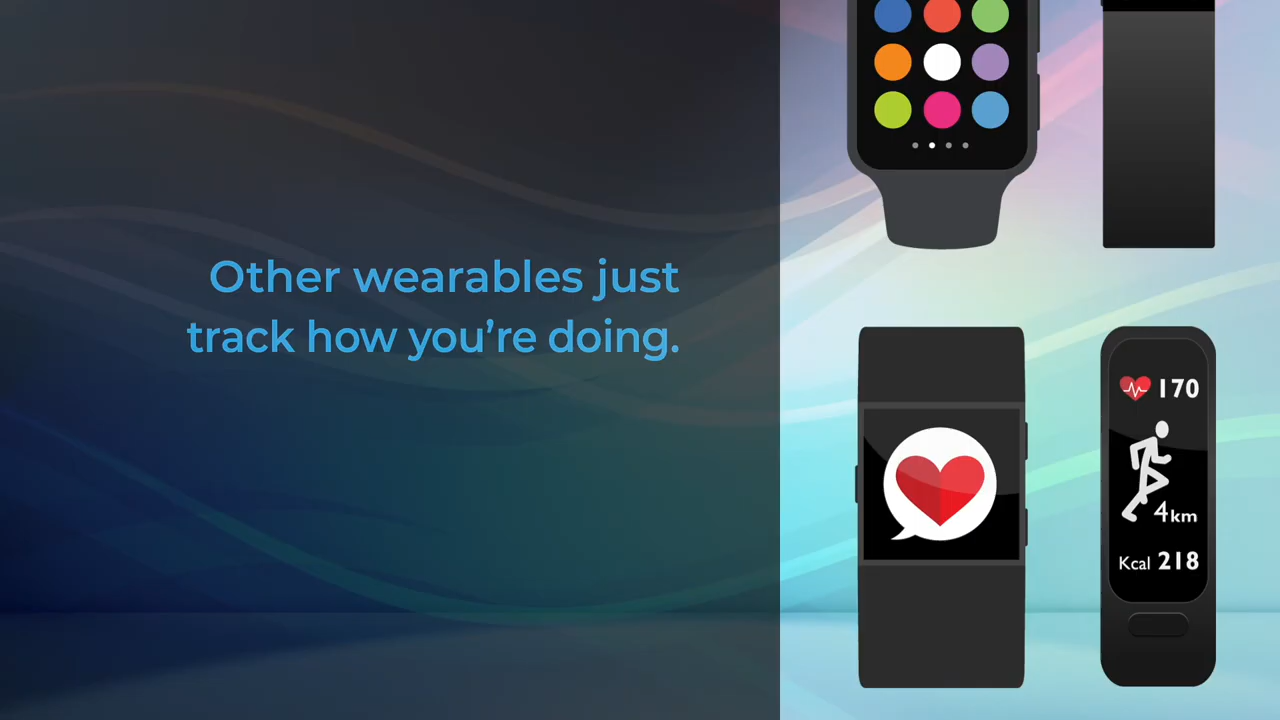 Other wearables just
track how you’re doing.
170
4km
Kcal 218